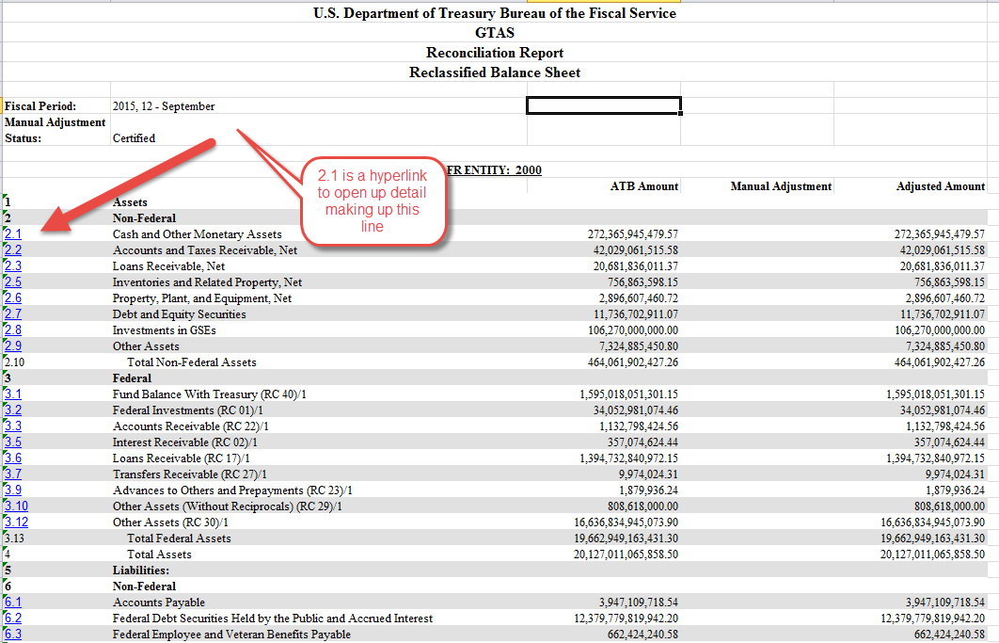 U.S. Department of Treasury Bureau of the Fiscal Service
GTAS
Reconciliation Report
Reclassified Balance Sheet
Fiscal Period: 2015, 12 - September
Manual Adjustment
Status: Certified
2.1 is a hyperlink
to open up detail
making up this
line
FR ENTITY: 2000
ATB Amount Manual Adjustment Adjusted Amount
1 Assets
2 Non-Federal
2.1 Cash and Other Monetary Assets 272,365,945,479.57 272,365,945,479.57
2.2 Accounts and Taxes Receivable, Net 42,029,061,515.58 42,029,061,515.58
2.3 Loans Receivable, Net 20,681,836,011.37 20,681,836,011.37
2.5 Inventories and Related Property, Net 756,863,598.15 756,863,598.15
2.6 Property, Plant, and Equipment, Net 2,896,607,460.72 2,896,607,460.72
2.7 Debt and Equity Securities 11,736,702,911.07 11,736,702,911.07
2.8 Investments in GSEs 106,270,000,000.00 106,270,000,000.00
2.9 Other Assets 7,324,885,450.80 7,324,885,450.80
2.10 Total Non-Federal Assets 464,061,902,427.26 464,061,902,427.26
3 Federal
3.1 Fund Balance With Treasury (RC 40)/1 1,595,018,051,301.15 1,595,018,051,301.15
3.2 Federal Investments (RC 01)/1 34,052,981,074.46 34,052,981,074.46
3.3 Accounts Receivable (RC 22)/1 1,132,798,424.56 1,132,798,424.56
3.5 Interest Receivable (RC 02)/1 357,074,624.44 357,074,624.44
3.6 Loans Receivable (RC 17)/1 1,394,732,840,972.15 1,394,732,840,972.15
3.7 Transfers Receivable (RC 27)/1 9,974,024.31 9,974,024.31
3.9 Advances to Others and Prepayments (RC 23)/1 1,879,936.24 1,879,936.24
3.10 Other Assets (Without Reciprocals) (RC 29)/1 808,618,000.00 808,618,000.00
3.12 Other Assets (RC 30)/1 16,636,834,945,073.90 16,636,834,945,073.90
3.13 Total Federal Assets 19,662,949,163,431.30 19,662,949,163,431.30
4 Total Assets 20,127,011,065,858.50 20,127,011,065,858.50
5 Liabilities:
6 Non-Federal
6.1 Accounts Payable 3,947,109,718.54 3,947,109,718.54
6.2 Federal Debt Securities Held by the Public and Accrued Interest 12,379,779,819,942.20 12,379,779,819,942.20
6.3 Federal Employee and Veteran Benefits Payable 662,424,240.58 662,424,240.58